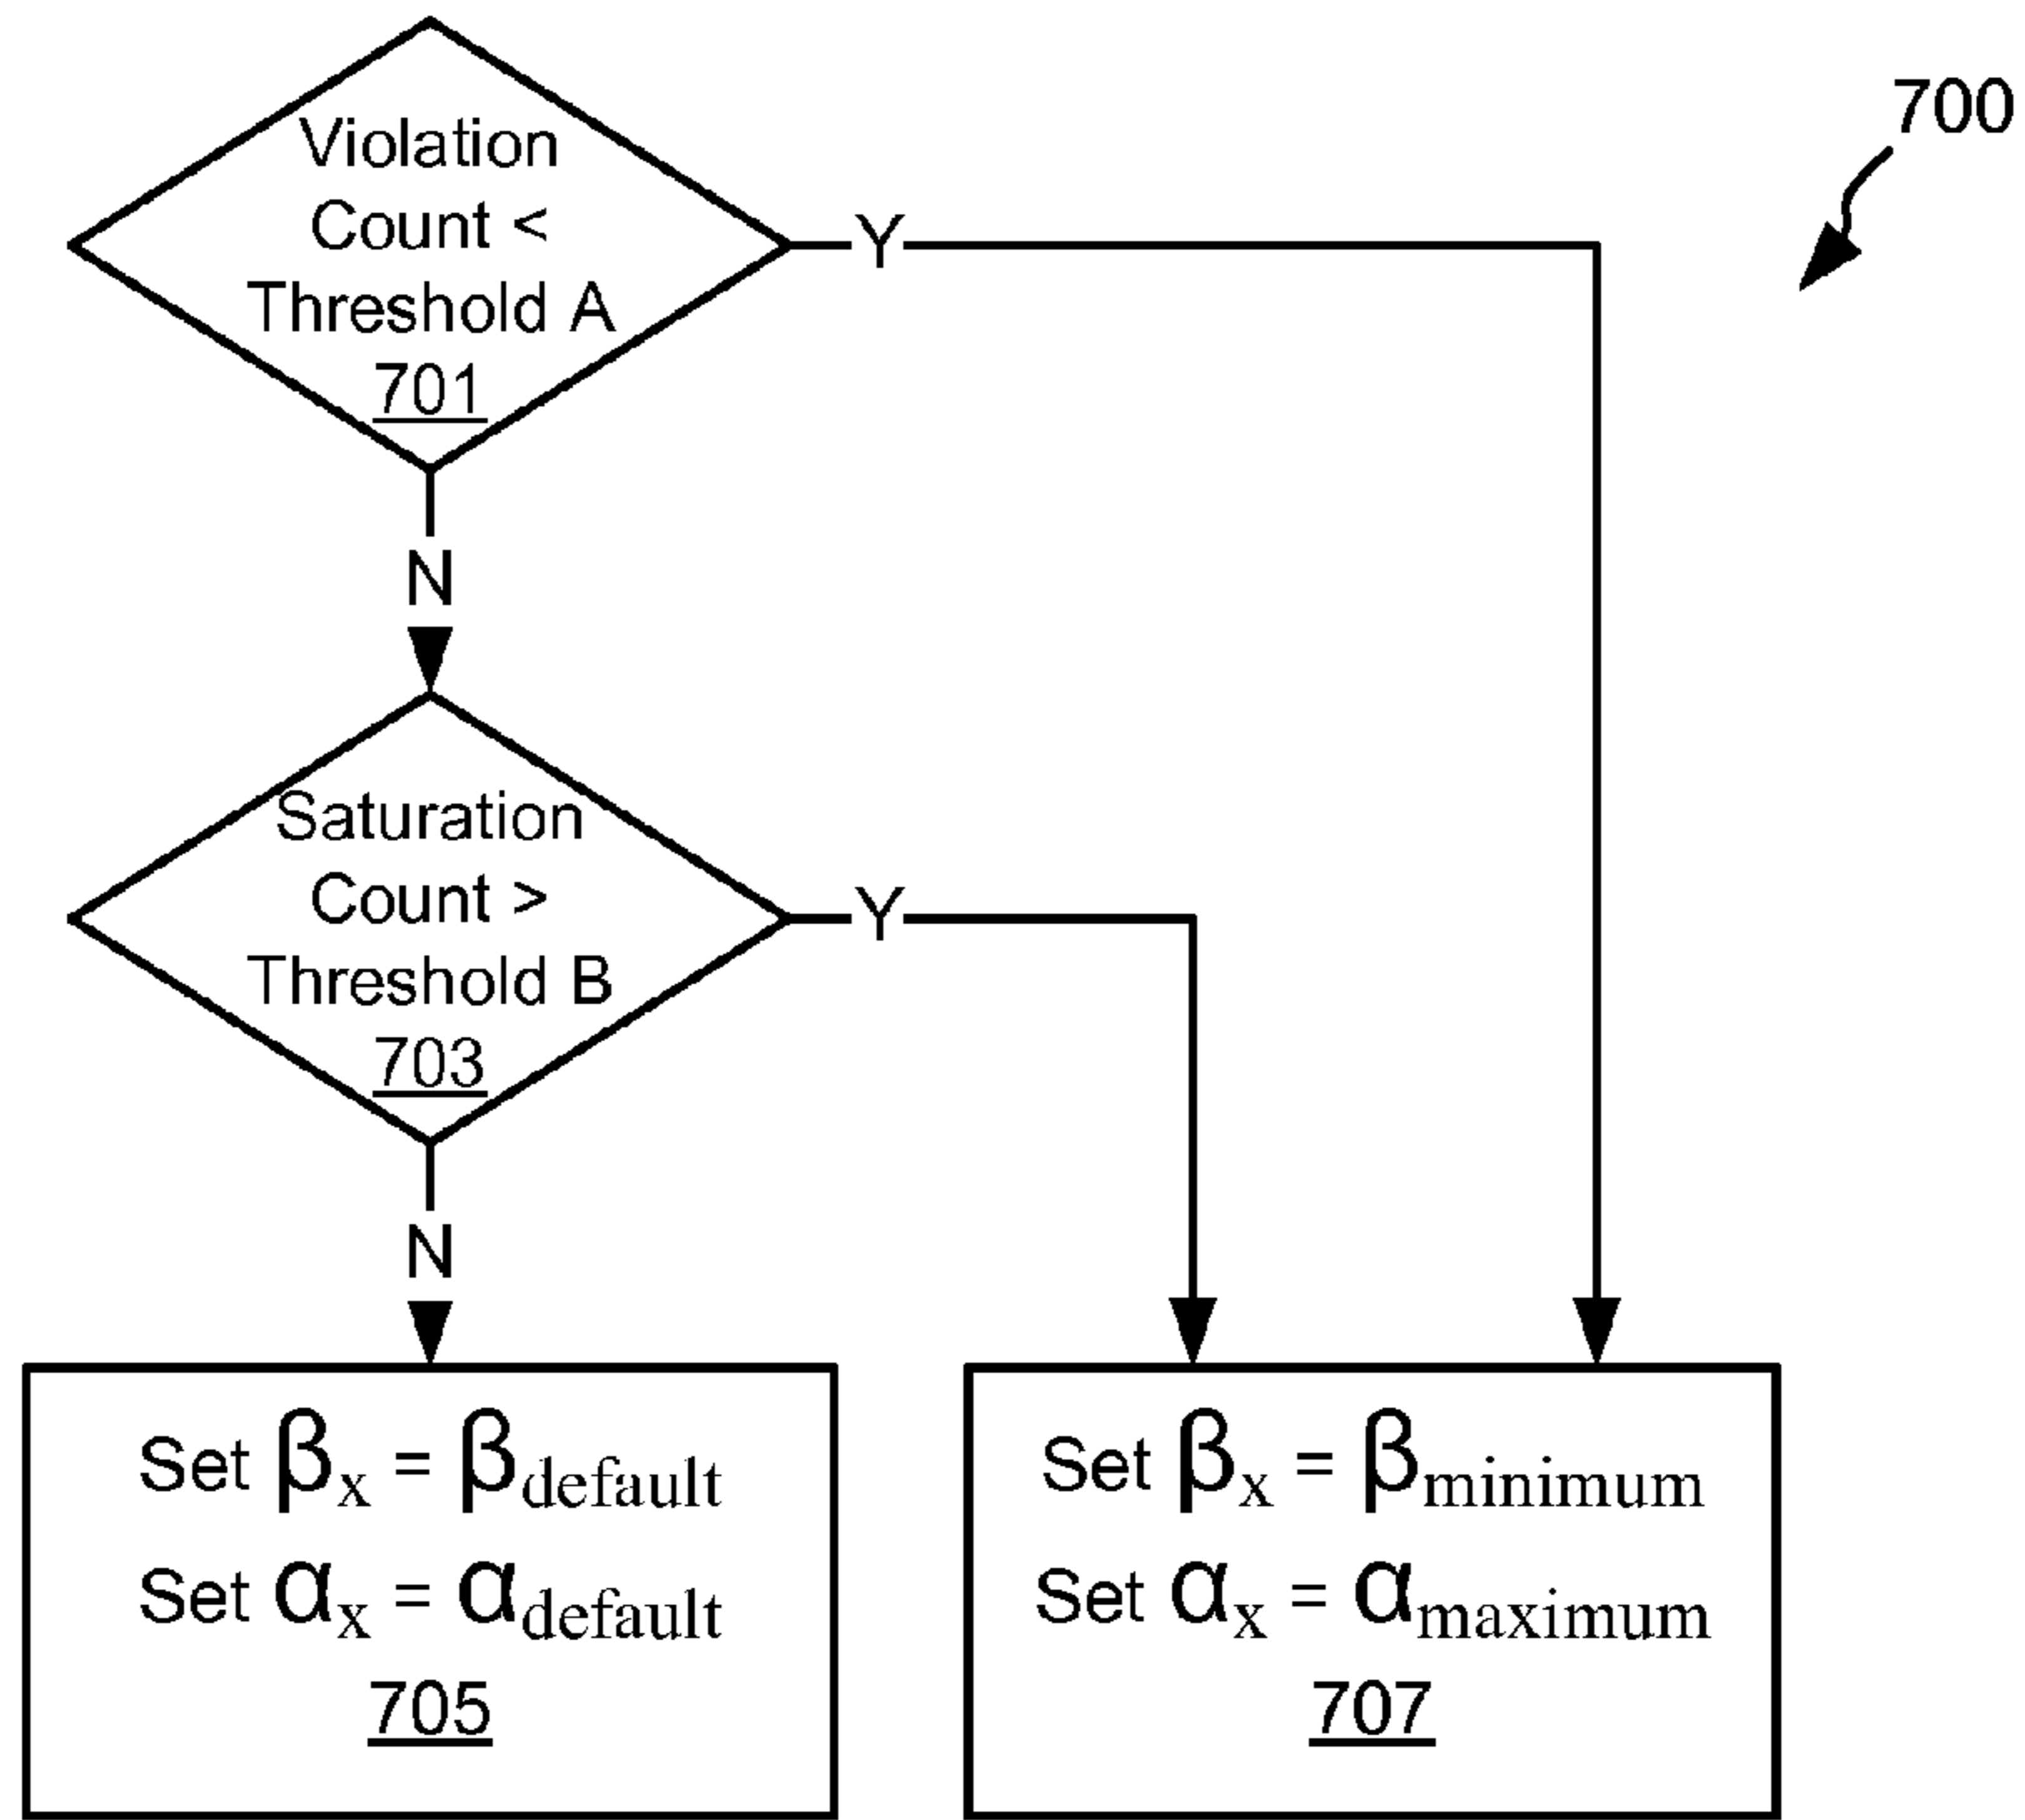 700
Violation
Count <
Threshold A
701
Y
N
Saturation
Count >
Threshold B
703
Y
N
Set βx = βdefault
Set αx = αdefault
705
Set βx = βminimum
Set αx = αmaximum
707